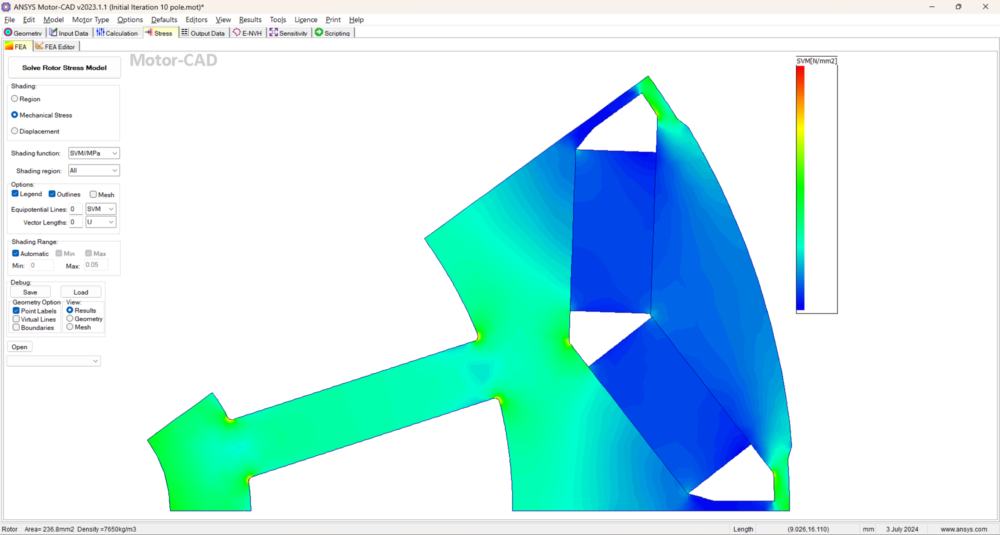 ANSYS Motor-CAD v2023.1.1 (Initial Iteration 10 pole.mot)*
File Edit Model Motor Type Options Defaults Editors View Results Tools Licence Print Help
Geometry Input Data Calculation Stress Output Data E-NVH Sensitivity Scripting
FEA FEA Editor
Motor-CAD
Solve Rotor Stress Model
Shading:
Region
Mechanical Stress
Displacement
Shading function: SVM//MPa
Shading region: All
Options:
Legend Outlines Mesh
Equipotential Lines: 0 SVM
Vector Lengths: 0 U
Shading Range:
Automatic Min Max
Min: 0 Max: 0.05
Debug:
Save Load
Geometry Option View:
Point Labels Results
Virtual Lines Geometry
Boundaries Mesh
Open
SVM[N/mm2]
Rotor Area= 236.8mm2 Density =7650kg/m3 Length (9.026,16.110) mm 3 July 2024 www.ansys.com